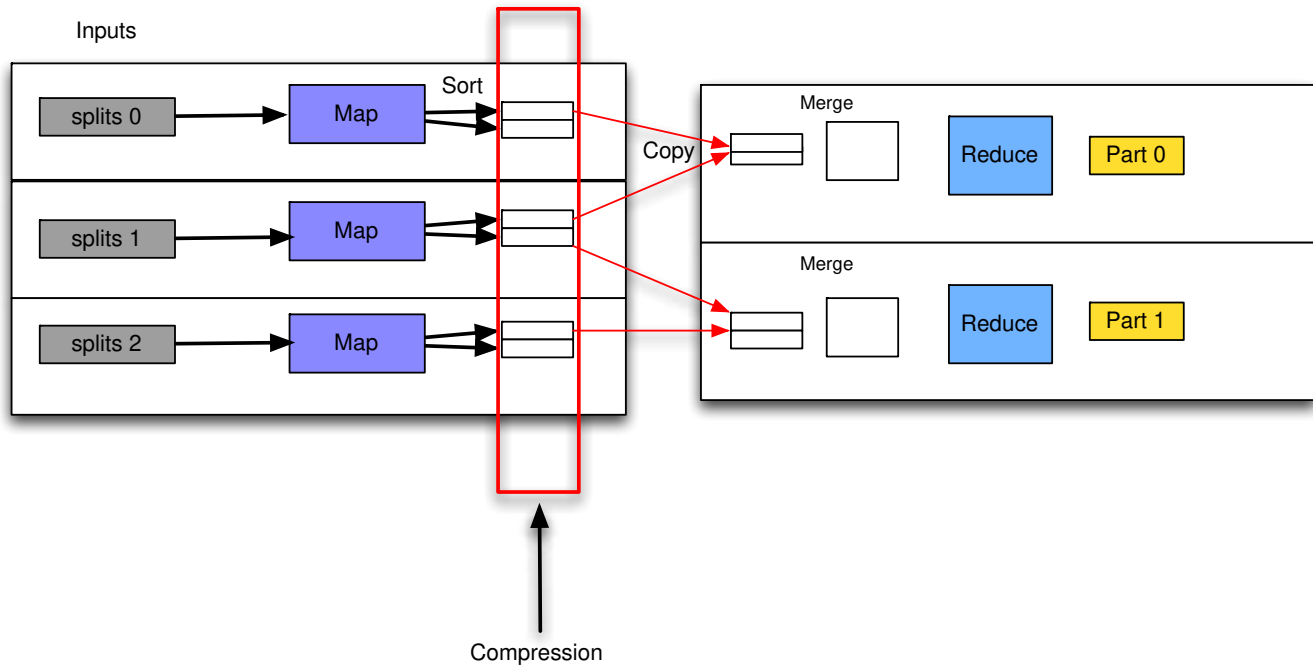 Inputs
splits 0
Map
Sort
splits 1
Map
splits 2
Map
Copy
Merge
Reduce
Part 0
Merge
Reduce
Part 1
Compression